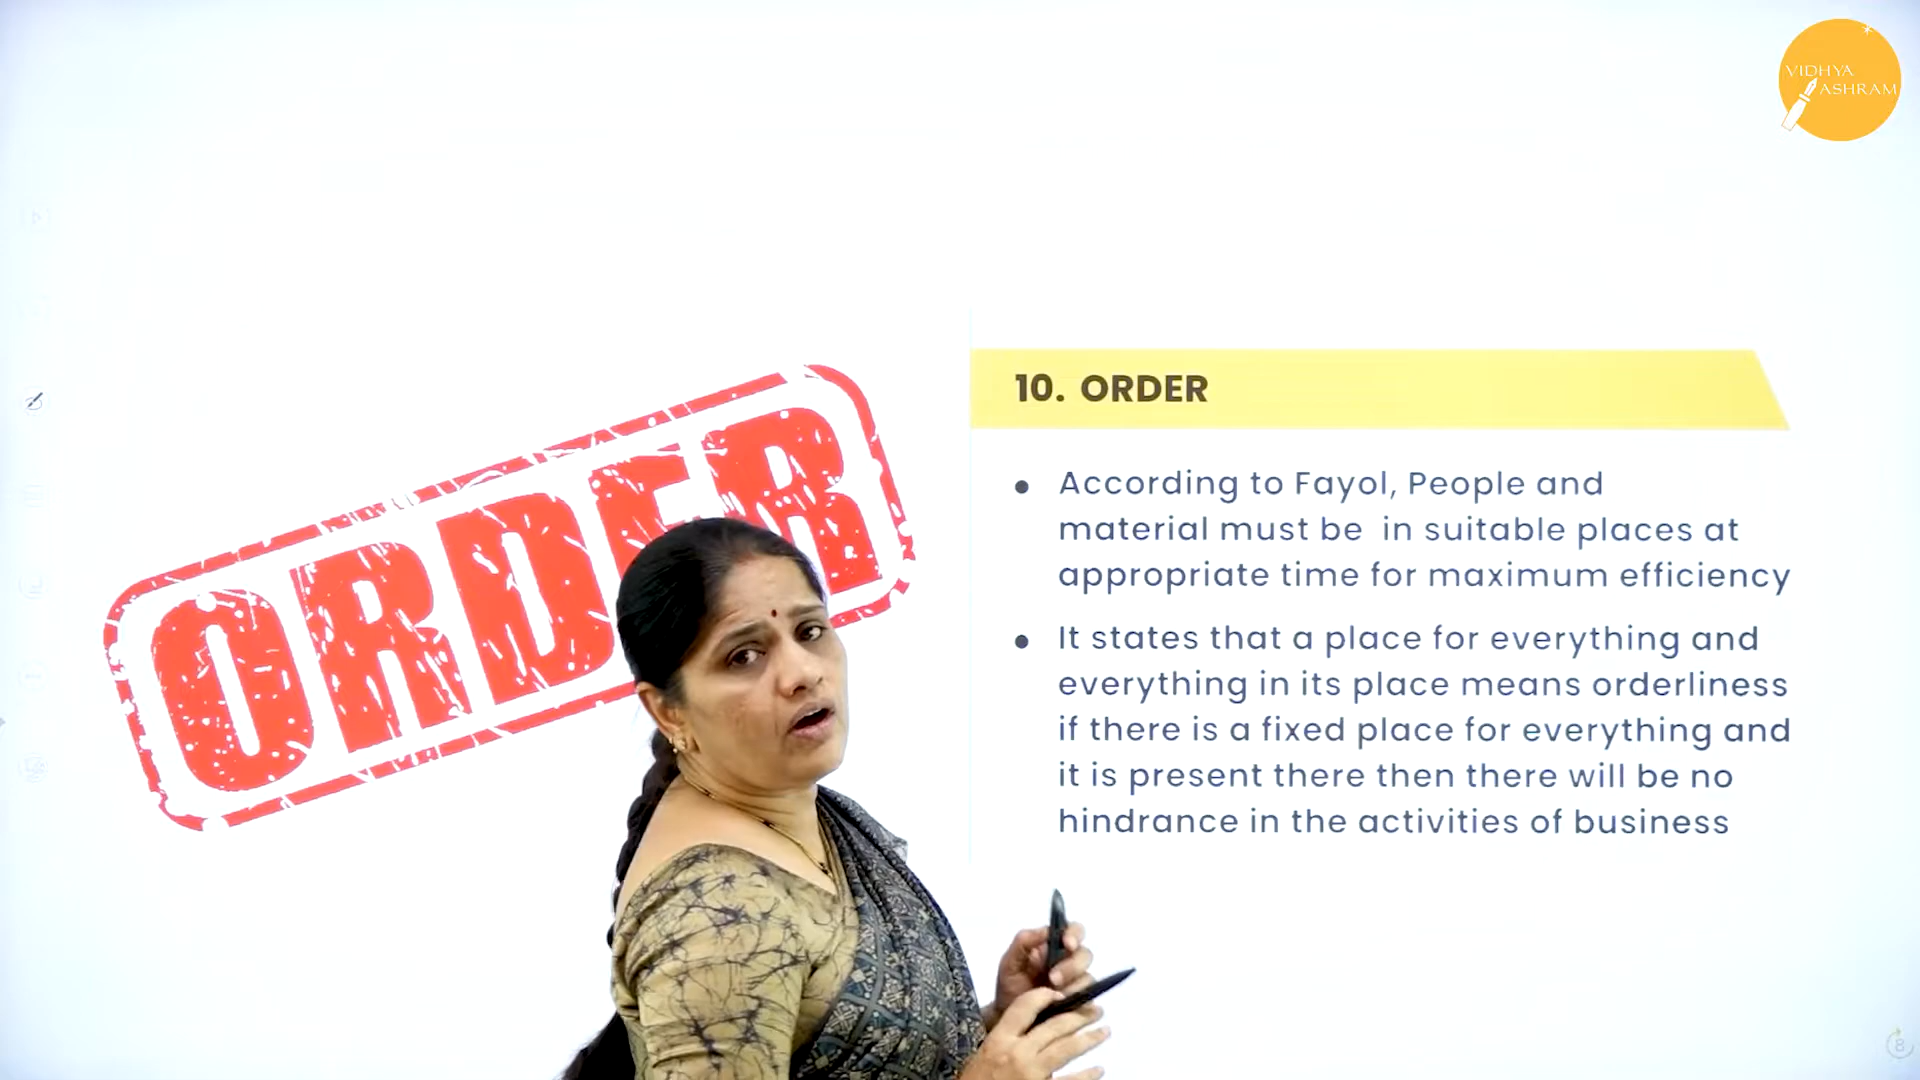 VIDHYA
ASHRAM
ORDER
10. ORDER
• According to Fayol, People and
material must be in suitable places at
appropriate time for maximum efficiency
• It states that a place for everything and
everything in its place means orderliness
if there is a fixed place for everything and
it is present there then there will be no
hindrance in the activities of business
8